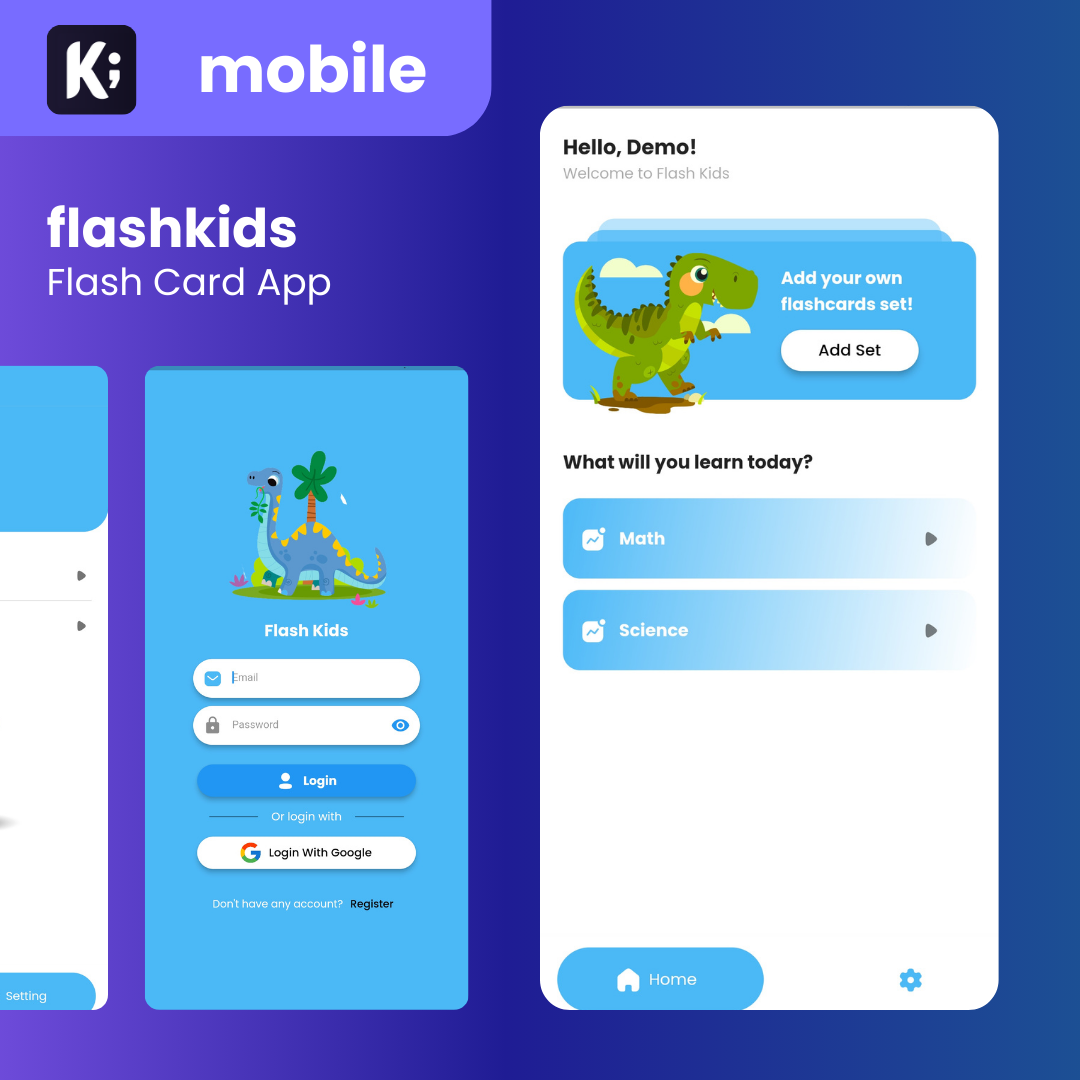 K;
mobile
flashkids
Flash Card App
Setting
Flash Kids
Email
Password
Login
Or login with
Login With Google
Don't have any account? Register
Hello, Demo!
Welcome to Flash Kids
Add your own
flashcards set!
Add Set
What will you learn today?
Math
Science
Home